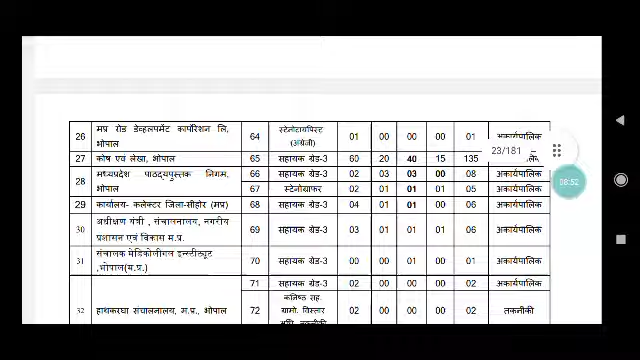 26 मप्र रोड डेव्हलपमेंट कार्पोरेशन लि, भोपाल 64 स्टेनोटायपिस्ट (अंग्रेजी) 01 00 00 00 01 अकार्यपालिक
23/181
27 कोष एवं लेखा, भोपाल 65 सहायक ग्रेड-3 60 20 40 15 135
28 मध्यप्रदेश पाठ्यपुस्तक निगम, भोपाल 66 सहायक ग्रेड-3 02 03 03 00 08 अकार्यपालिक
67 स्टेनोग्राफर 02 01 01 01 05 अकार्यपालिक
08:52
29 कार्यालय- कलेक्टर जिला-सीहोर (मप्र) 68 सहायक ग्रेड-3 04 01 01 00 06 अकार्यपालिक
30 अधीक्षण यंत्री , संचालनालय, नगरीय प्रशासन एवं विकास म.प्र. 69 सहायक ग्रेड-3 03 01 01 01 06 अकार्यपालिक
31 संचालक मेडिकोलीगल इन्स्टीट्यूट ,भोपाल(म.प्र.) 70 सहायक ग्रेड-3 00 00 01 00 01 अकार्यपालिक
71 सहायक ग्रेड-3 02 00 00 00 02 अकार्यपालिक
32 हाथकरघा संचालनालय, म.प्र., भोपाल 72 कनिष्ठ सह. ग्रामो. विस्तार 02 00 00 00 02 तकनीकी